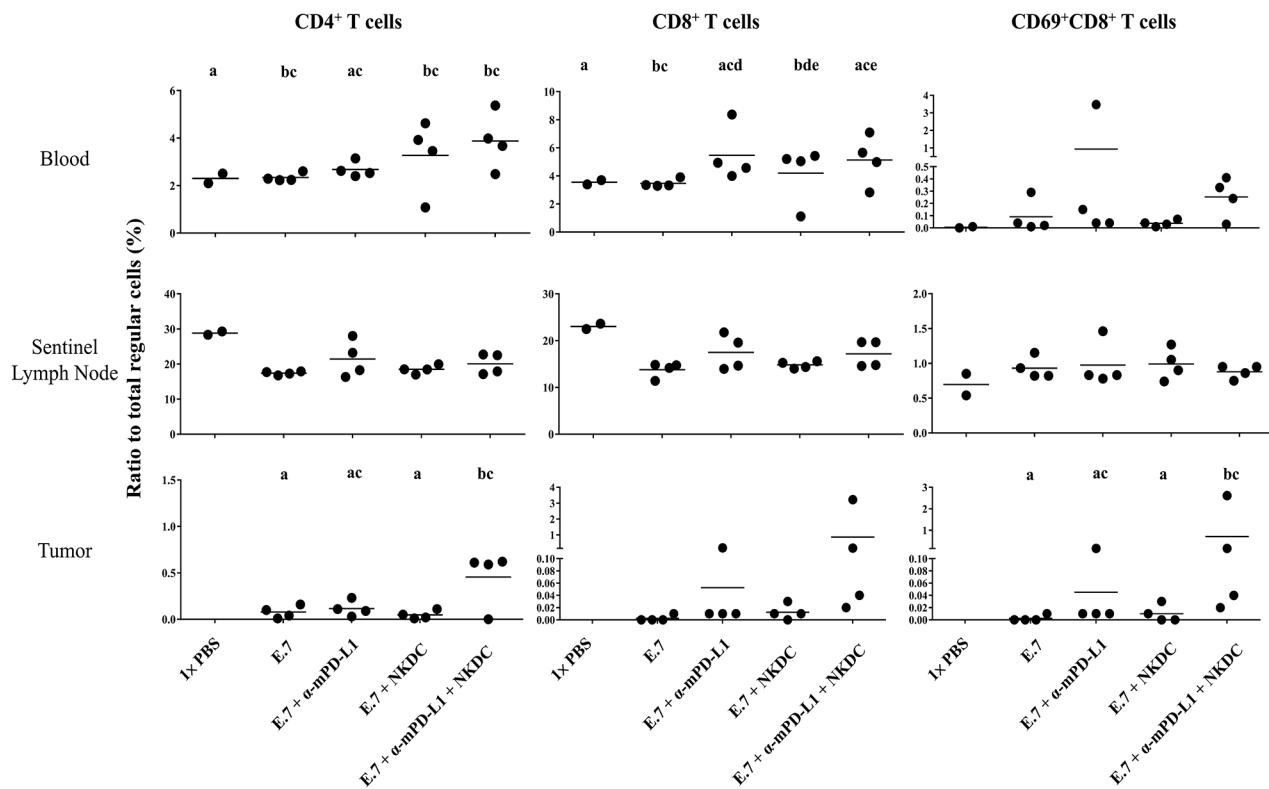 CD4⁺ T cells
CD8⁺ T cells
CD69⁺CD8⁺ T cells
Ratio to total regular cells (%)
Blood
a bc ac bc bc
6
4
2
0
a bc acd bde ace
10
8
6
4
2
0
4
3
2
1
0.5
0.4
0.3
0.2
0.1
0.0
Sentinel
Lymph Node
40
30
20
10
0
30
20
10
0
2.0
1.5
1.0
0.5
0.0
Tumor
a ac a bc
1.5
1.0
0.5
0.0
4
3
2
1
0.10
0.08
0.06
0.04
0.02
0.00
a ac a bc
3
2
1
0.10
0.08
0.06
0.04
0.02
0.00
1× PBS
E.7
E.7 + α-mPD-L1
E.7 + NKDC
E.7 + α-mPD-L1 + NKDC
1× PBS
E.7
E.7 + α-mPD-L1
E.7 + NKDC
E.7 + α-mPD-L1 + NKDC
1× PBS
E.7
E.7 + α-mPD-L1
E.7 + NKDC
E.7 + α-mPD-L1 + NKDC